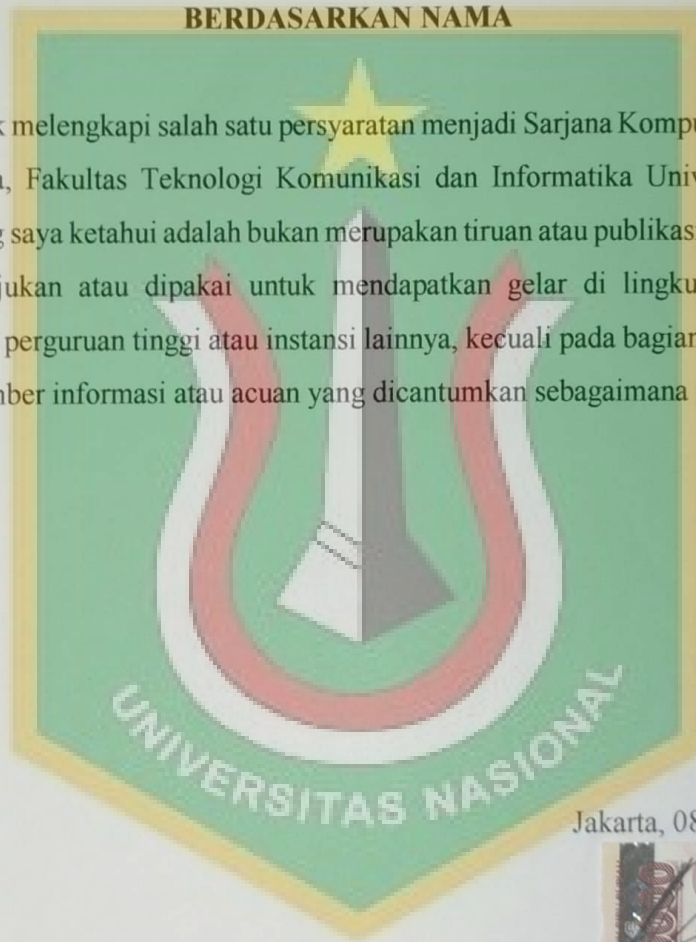 BERDASARKAN NAMA
melengkapi salah satu persyaratan menjadi Sarjana
Fakultas Teknologi Komunikasi dan Informatika
saya ketahui adalah bukan merupakan tiruan atau
atau dipakai untuk mendapatkan gelar di
perguruan tinggi atau instansi lainnya, kecuali pada bagian
informasi atau acuan yang dicantumkan sebagaimana
UNIVERSITAS NASIONAL
Jakarta, 08